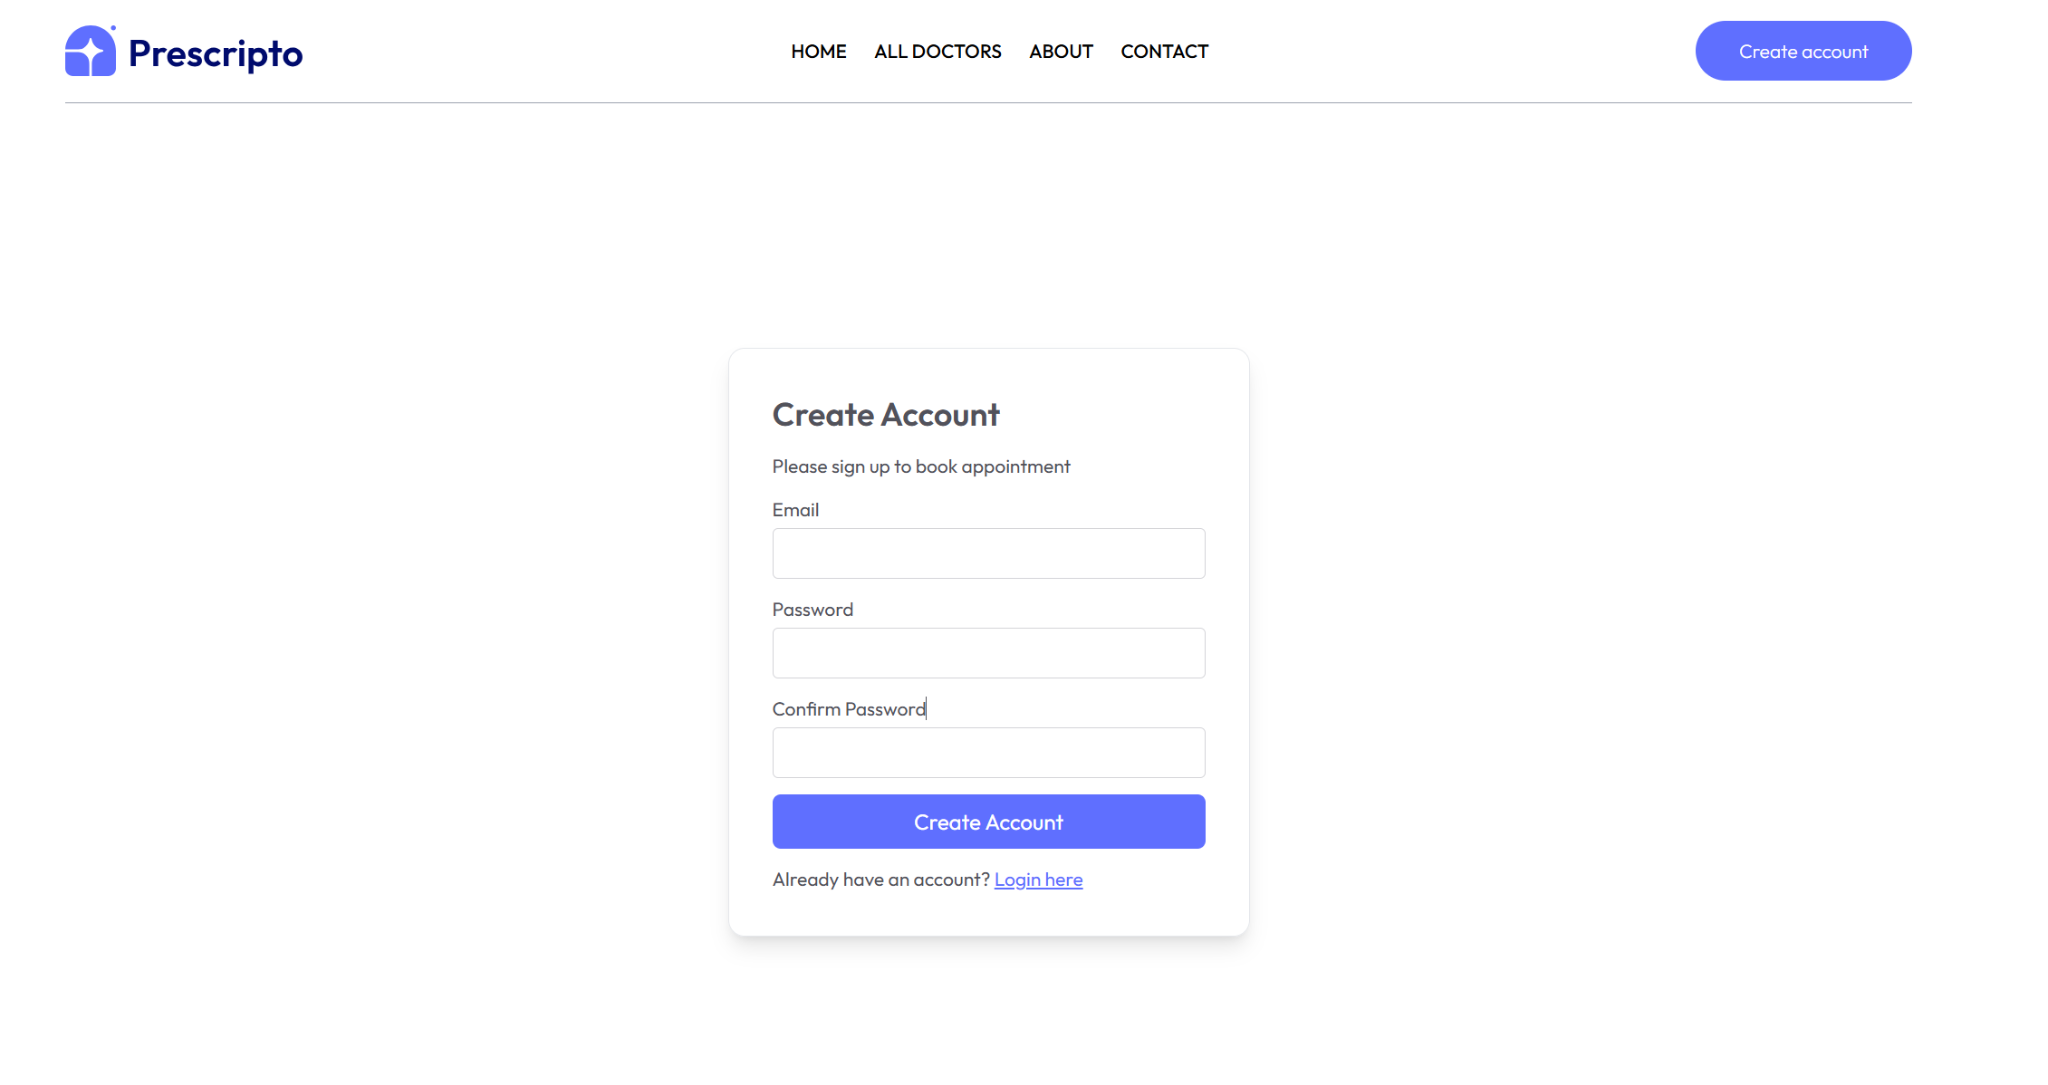 Prescripto
HOME ALL DOCTORS ABOUT CONTACT
Create account
Create Account
Please sign up to book appointment
Email
Password
Confirm Password
Create Account
Already have an account? Login here